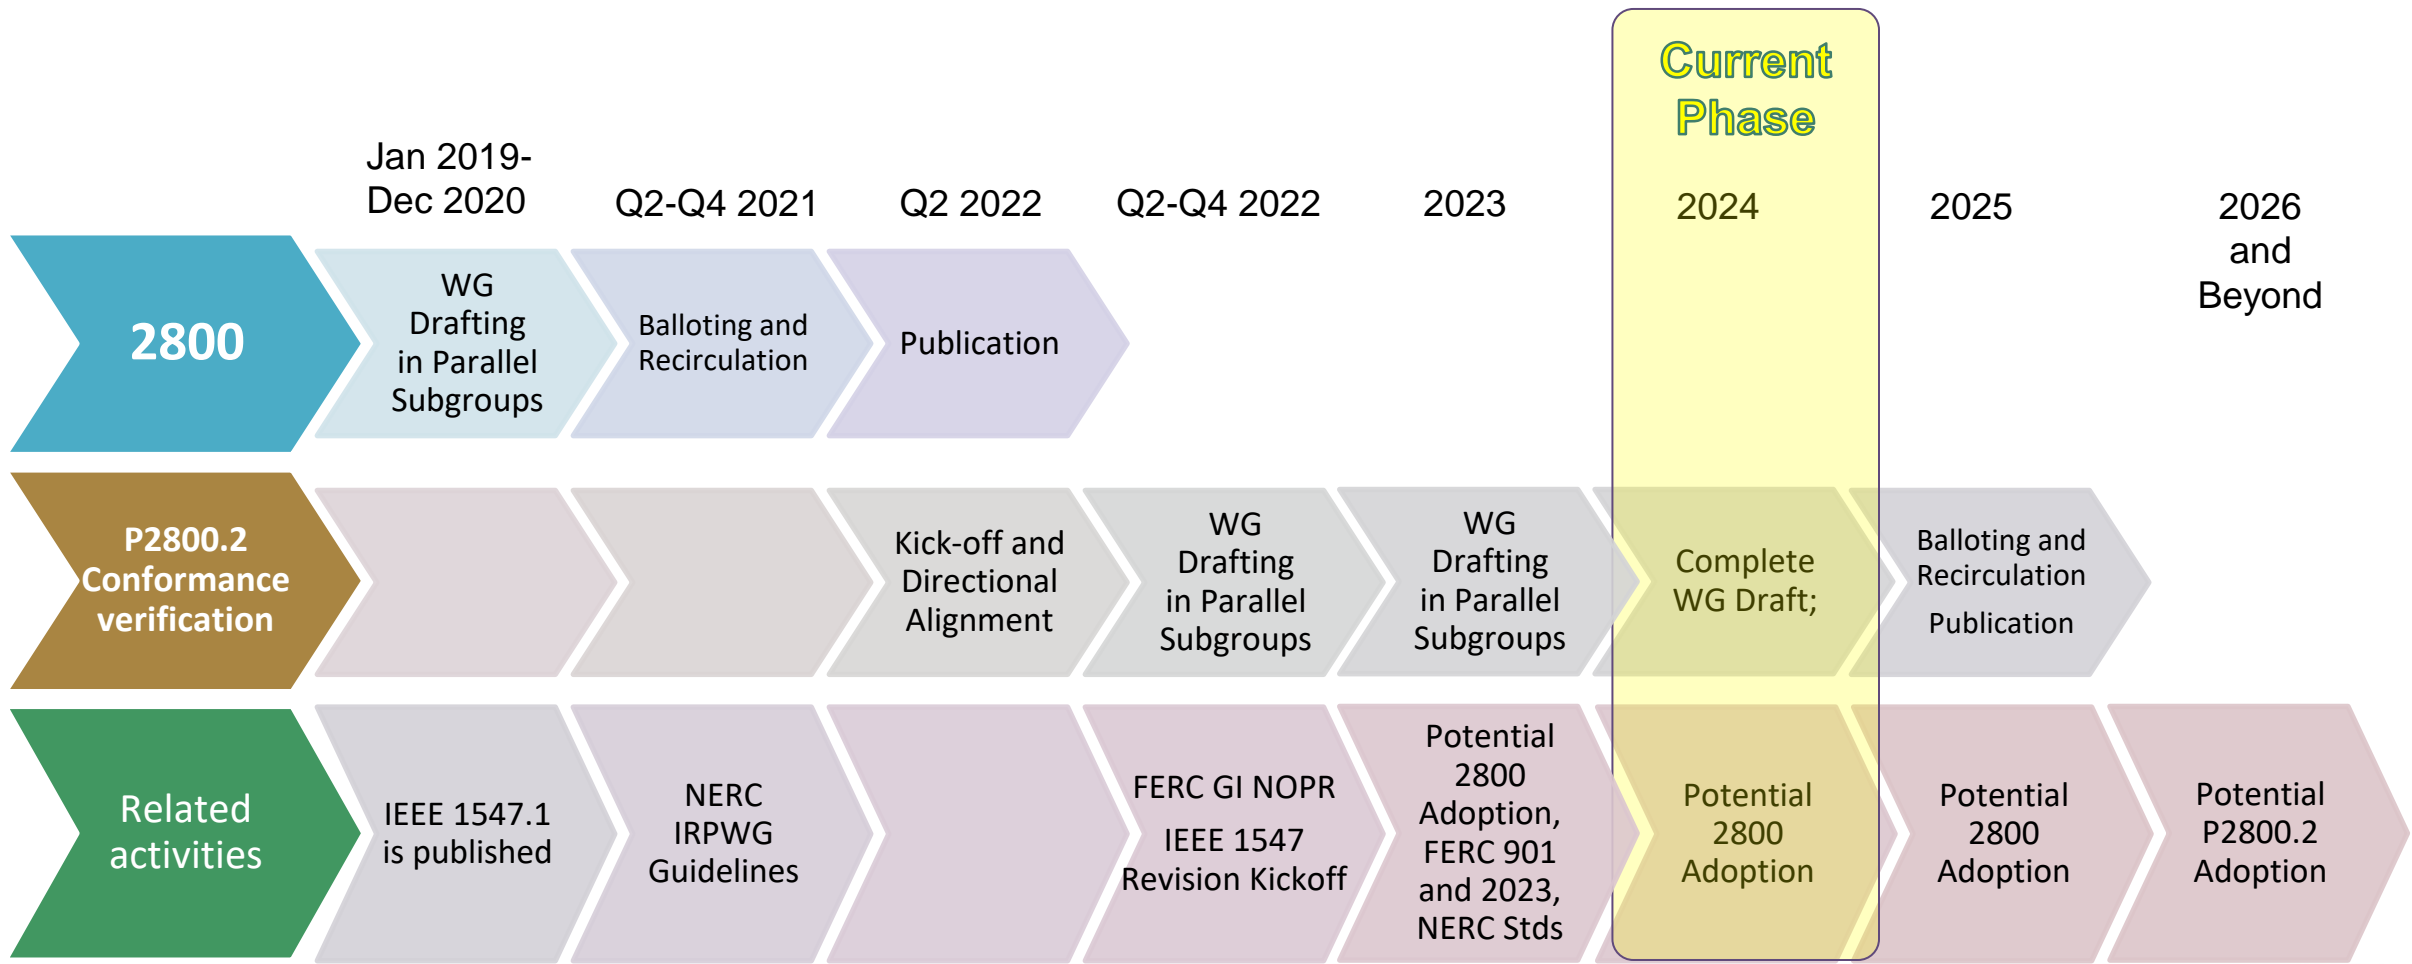 Current
Phase
Jan 2019-
Dec 2020
Q2-Q4 2021
Q2 2022
Q2-Q4 2022
2023
2024
2025
2026
and
Beyond
2800
WG
Drafting
in Parallel
Subgroups
Balloting and
Recirculation
Publication
P2800.2
Conformance
verification
Kick-off and
Directional
Alignment
WG
Drafting
in Parallel
Subgroups
WG
Drafting
in Parallel
Subgroups
Complete
WG Draft;
Balloting and
Recirculation
Publication
Related
activities
IEEE 1547.1
is published
NERC
IRPWG
Guidelines
FERC GI NOPR
IEEE 1547
Revision Kickoff
Potential
2800
Adoption,
FERC 901
and 2023,
NERC Stds
Potential
2800
Adoption
Potential
2800
Adoption
Potential
P2800.2
Adoption